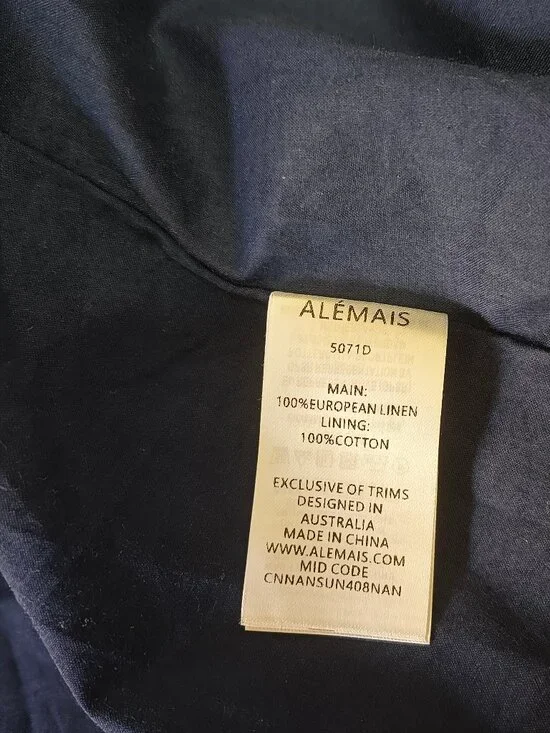 ALÉMAIS
5071D
MAIN:
100%EUROPEAN LINEN
LINING:
100%COTTON
EXCLUSIVE OF TRIMS
DESIGNED IN
AUSTRALIA
MADE IN CHINA
WWW.ALEMAIS.COM
MID CODE
CNNANSUN408NAN